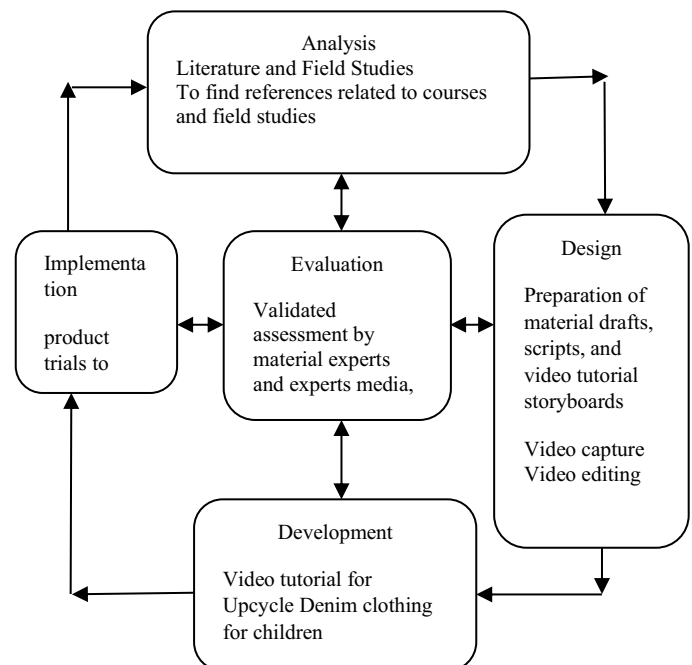 Analysis
Literature and Field Studies
To find references related to courses
and field studies
Implementa
tion
product
trials to
Evaluation
Validated
assessment by
material experts
and experts media,
Design
Preparation of
material drafts,
scripts, and
video tutorial
storyboards
Video capture
Video editing
Development
Video tutorial for
Upcycle Denim clothing
for children